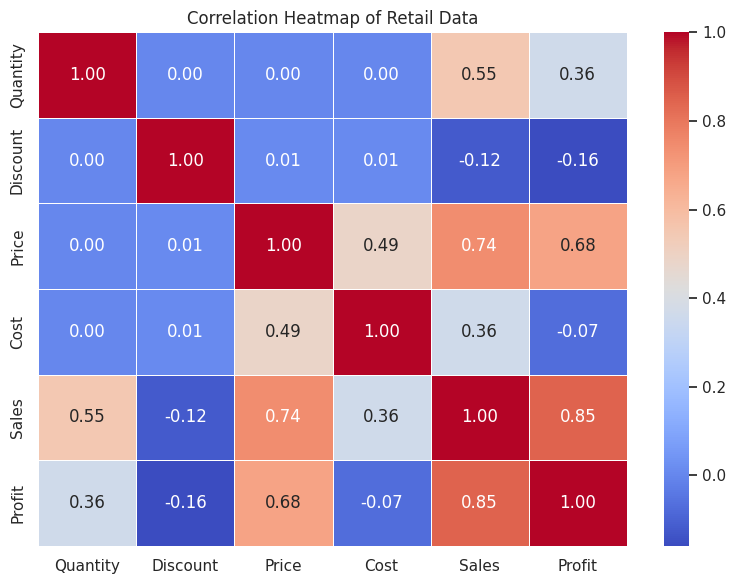 Correlation Heatmap of Retail Data
Quantity 1.00 0.00 0.00 0.00 0.55 0.36
Discount 0.00 1.00 0.01 0.01 -0.12 -0.16
Price 0.00 0.01 1.00 0.49 0.74 0.68
Cost 0.00 0.01 0.49 1.00 0.36 -0.07
Sales 0.55 -0.12 0.74 0.36 1.00 0.85
Profit 0.36 -0.16 0.68 -0.07 0.85 1.00
Quantity Discount Price Cost Sales Profit
1.0
0.8
0.6
0.4
0.2
0.0